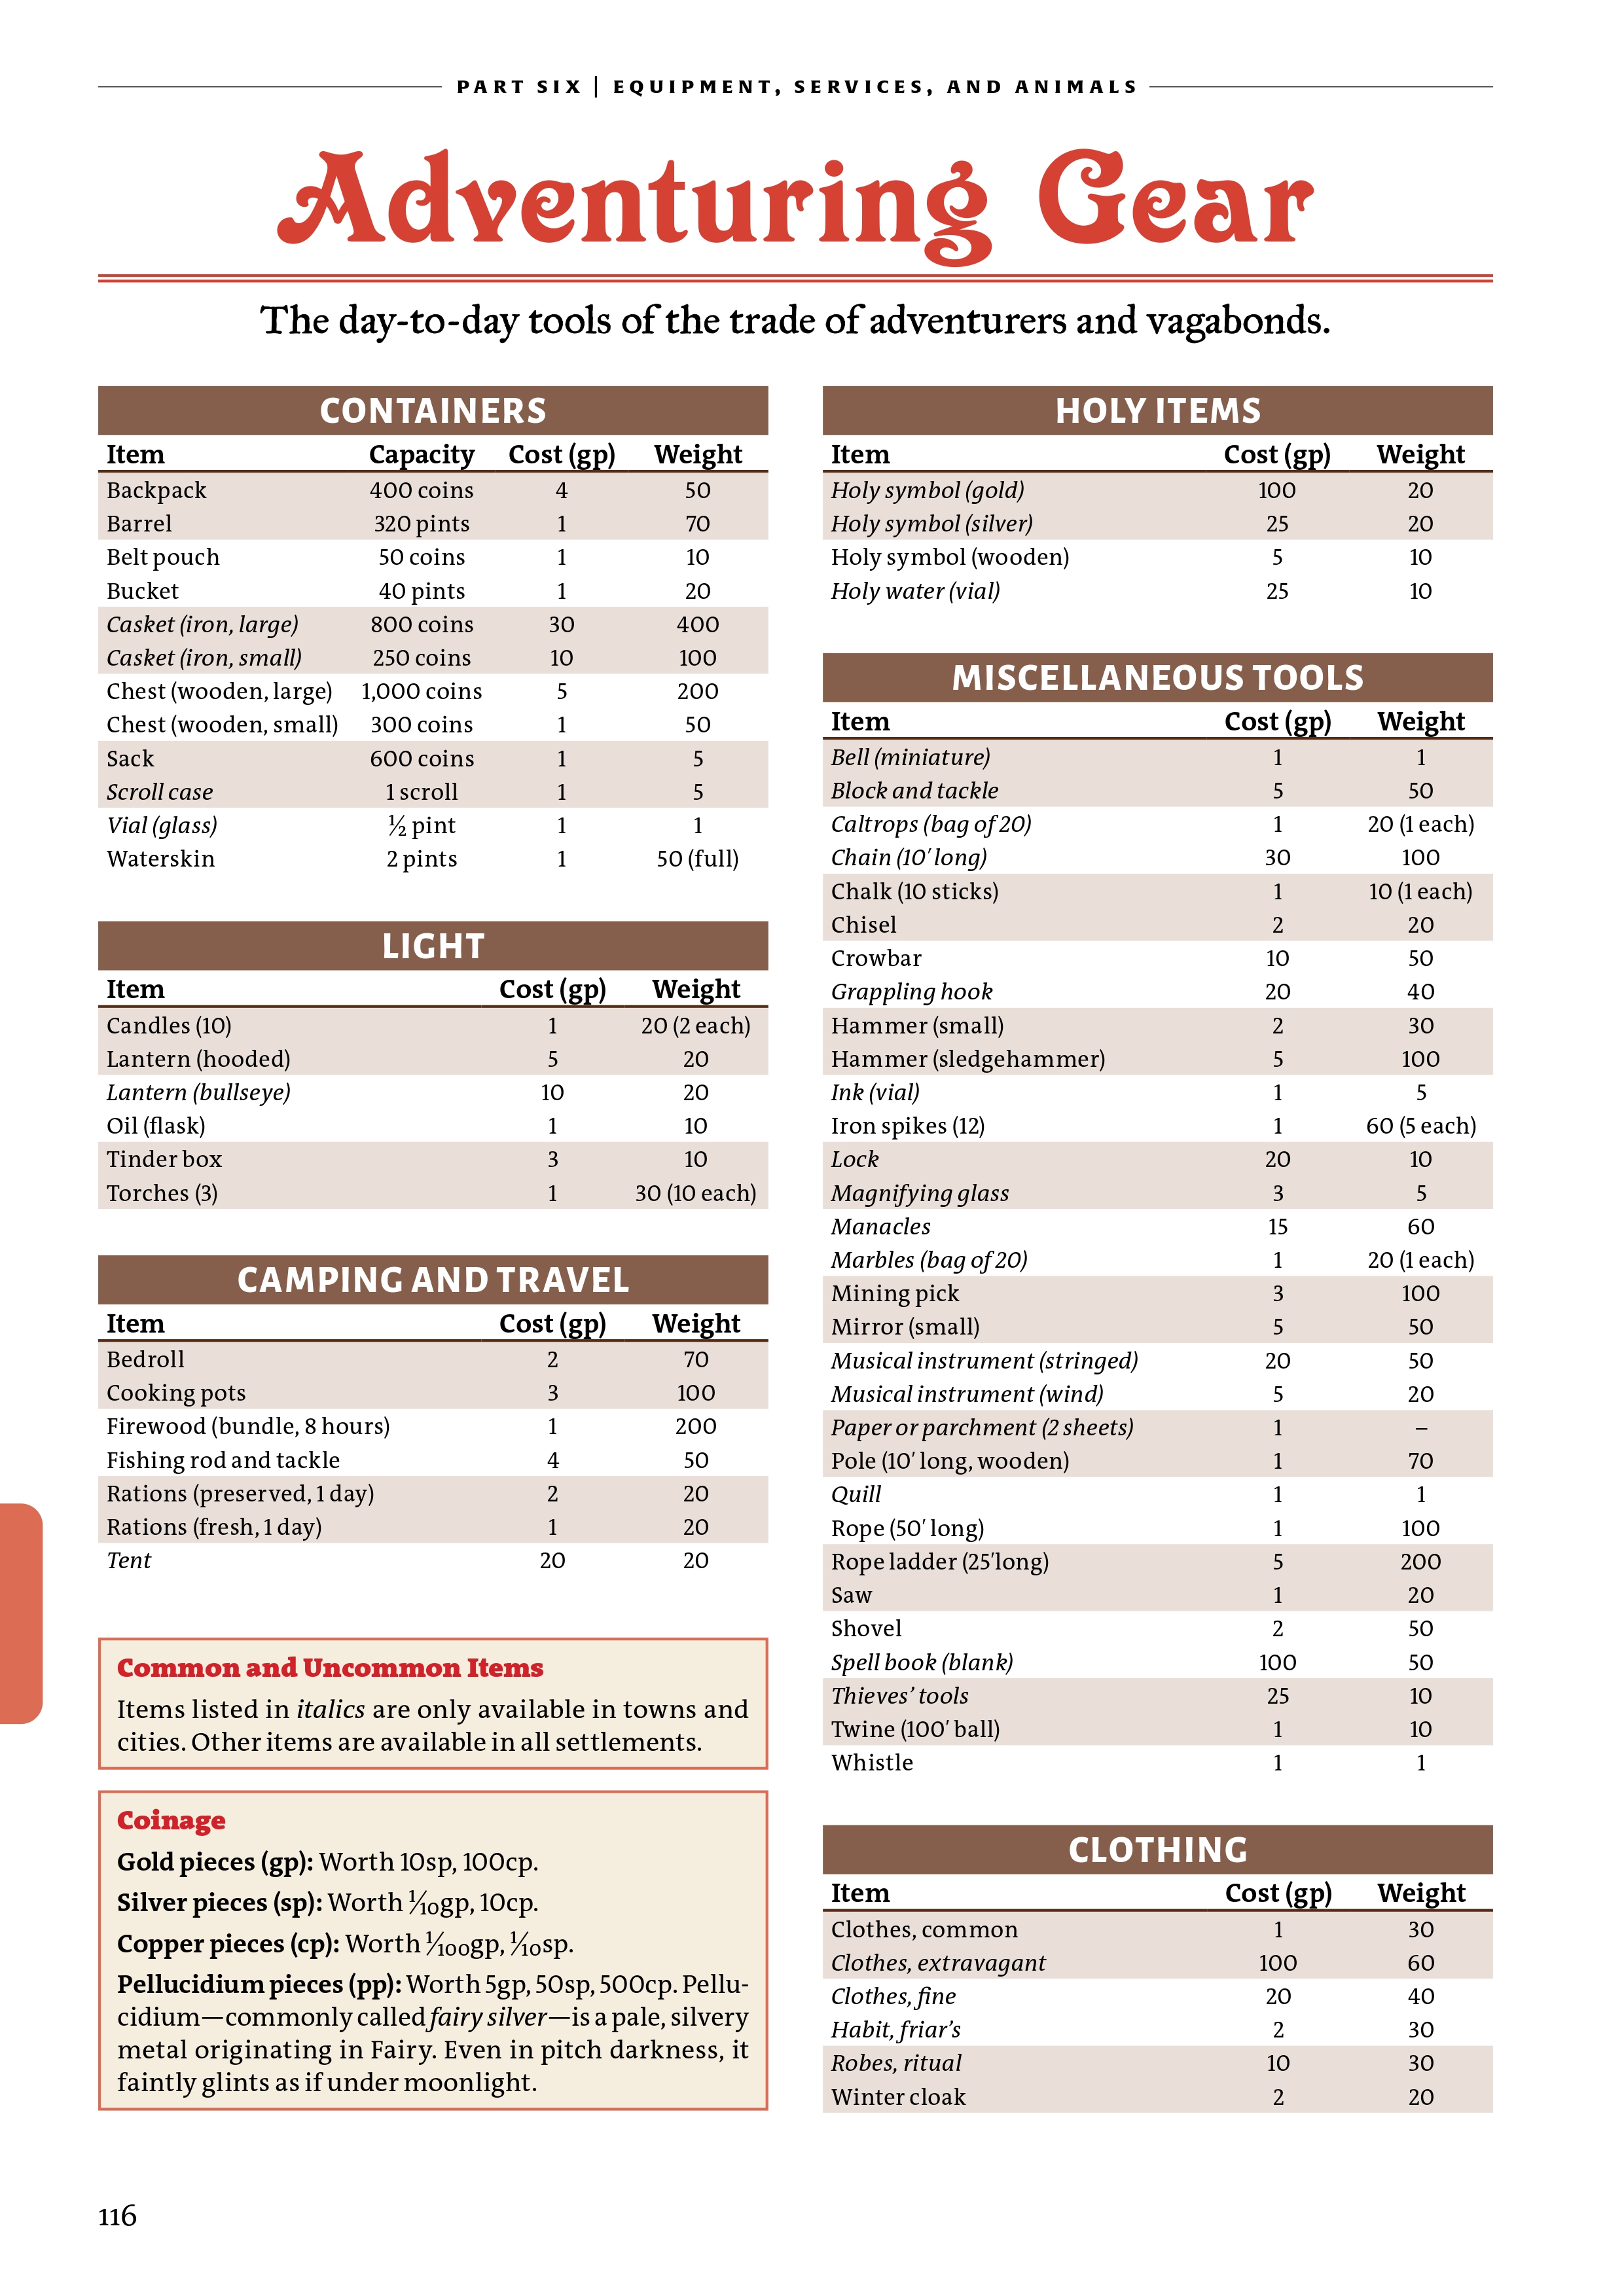 PART SIX | EQUIPMENT, SERVICES, AND ANIMALS
Adventuring Gear
The day-to-day tools of the trade of adventurers and vagabonds.
CONTAINERS
Item Capacity Cost (gp) Weight
Backpack 400 coins 4 50
Barrel 320 pints 1 70
Belt pouch 50 coins 1 10
Bucket 40 pints 1 20
Casket (iron, large) 800 coins 30 400
Casket (iron, small) 250 coins 10 100
Chest (wooden, large) 1,000 coins 5 200
Chest (wooden, small) 300 coins 1 50
Sack 600 coins 1 5
Scroll case 1 scroll 1 5
Vial (glass) ½ pint 1 1
Waterskin 2 pints 1 50 (full)
LIGHT
Item Cost (gp) Weight
Candles (10) 1 20 (2 each)
Lantern (hooded) 5 20
Lantern (bullseye) 10 20
Oil (flask) 1 10
Tinder box 3 10
Torches (3) 1 30 (10 each)
CAMPING AND TRAVEL
Item Cost (gp) Weight
Bedroll 2 70
Cooking pots 3 100
Firewood (bundle, 8 hours) 1 200
Fishing rod and tackle 4 50
Rations (preserved, 1 day) 2 20
Rations (fresh, 1 day) 1 20
Tent 20 20
Common and Uncommon Items
Items listed in italics are only available in towns and
cities. Other items are available in all settlements.
Coinage
Gold pieces (gp): Worth 10sp, 100cp.
Silver pieces (sp): Worth 1⁄10gp, 10cp.
Copper pieces (cp): Worth 1⁄100gp, 1⁄10sp.
Pellucidium pieces (pp): Worth 5gp, 50sp, 500cp. Pellu-
cidium—commonly called fairy silver—is a pale, silvery
metal originating in Fairy. Even in pitch darkness, it
faintly glints as if under moonlight.
HOLY ITEMS
Item Cost (gp) Weight
Holy symbol (gold) 100 20
Holy symbol (silver) 25 20
Holy symbol (wooden) 5 10
Holy water (vial) 25 10
MISCELLANEOUS TOOLS
Item Cost (gp) Weight
Bell (miniature) 1 1
Block and tackle 5 50
Caltrops (bag of 20) 1 20 (1 each)
Chain (10′ long) 30 100
Chalk (10 sticks) 1 10 (1 each)
Chisel 2 20
Crowbar 10 50
Grappling hook 20 40
Hammer (small) 2 30
Hammer (sledgehammer) 5 100
Ink (vial) 1 5
Iron spikes (12) 1 60 (5 each)
Lock 20 10
Magnifying glass 3 5
Manacles 15 60
Marbles (bag of 20) 1 20 (1 each)
Mining pick 3 100
Mirror (small) 5 50
Musical instrument (stringed) 20 50
Musical instrument (wind) 5 20
Paper or parchment (2 sheets) 1 –
Pole (10′ long, wooden) 1 70
Quill 1 1
Rope (50′ long) 1 100
Rope ladder (25′long) 5 200
Saw 1 20
Shovel 2 50
Spell book (blank) 100 50
Thieves’ tools 25 10
Twine (100′ ball) 1 10
Whistle 1 1
CLOTHING
Item Cost (gp) Weight
Clothes, common 1 30
Clothes, extravagant 100 60
Clothes, fine 20 40
Habit, friar’s 2 30
Robes, ritual 10 30
Winter cloak 2 20
116